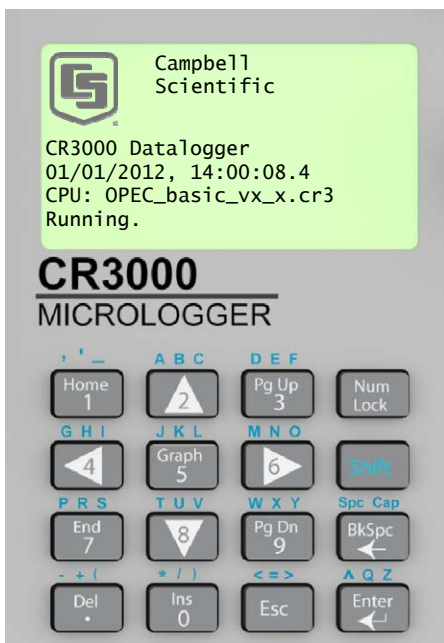 Campbell
Scientific
CR3000 Datalogger
01/01/2012, 14:00:08.4
CPU: OPEC_basic_vx_x.cr3
Running.
CR3000
MICROLOGGER
, ' _ A B C D E F
Home 1 2 Pg Up 3 Num Lock
G H I J K L M N O
4 Graph 5 6 Shift
P R S T U V W X Y Spc Cap
End 7 8 Pg Dn 9 BkSpc
- + ( * / ) < = > A Q Z
Del . Ins 0 Esc Enter